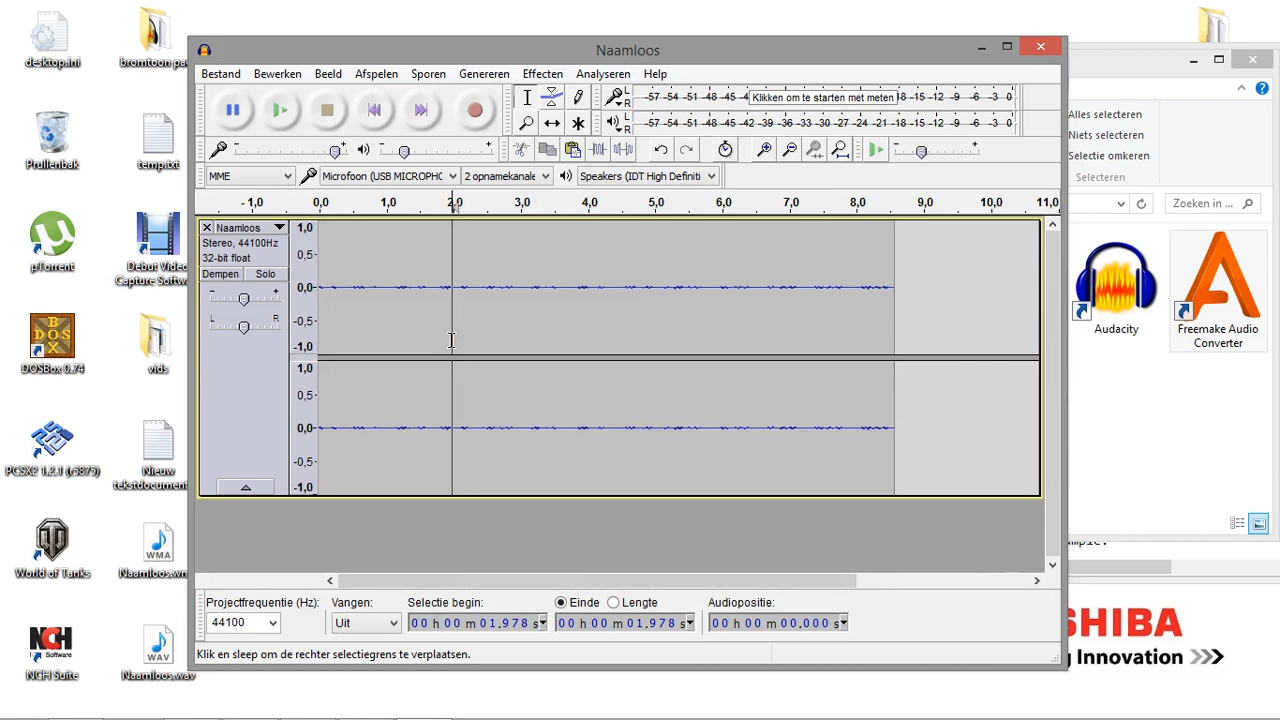 Naamloos
Bestand Bewerken Beeld Afspelen Sporen Genereren Effecten Analyseren Help
L R -57 -54 -51 -48 -45 -42 Klikken om te starten met meten -18 -15 -12 -9 -6 -3 0
L R -57 -54 -51 -48 -45 -42 -39 -36 -33 -30 -27 -24 -21 -18 -15 -12 -9 -6 -3 0
MME Microfoon (USB MICROPHC 2 opnamekanale Speakers (IDT High Definiti
- 1,0 0,0 1,0 2,0 3,0 4,0 5,0 6,0 7,0 8,0 9,0 10,0 11,0
Naamloos
Stereo, 44100Hz
32-bit float
Dempen Solo
- +
L R
1,0
0,5-
0,0-
-0,5-
-1,0
1,0
0,5-
0,0-
-0,5-
-1,0
Projectfrequentie (Hz): Vangen: Selectie begin: Einde Lengte Audiopositie:
44100 Uit 00 h 00 m 01.978 s 00 h 00 m 01.978 s 00 h 00 m 00.000 s
Klik en sleep om de rechter selectiegrens te verplaatsen.
desktop.ini
bromtoon pa
Prullenbak
temp.txt
µTorrent
Debut Video
Capture Softw
DOSBox 0.74
vids
PCSX2 1.2.1 (r5875)
Nieuw
tekstdocument
World of Tanks
WMA
Naamloos.wm
NCH Software
NCH Suite
WAV
Naamloos.wav
Alles selecteren
Niets selecteren
Selectie omkeren
Selecteren
Zoeken in ...
Audacity
Freemake Audio
Converter
SHIBA
Innovation >>>